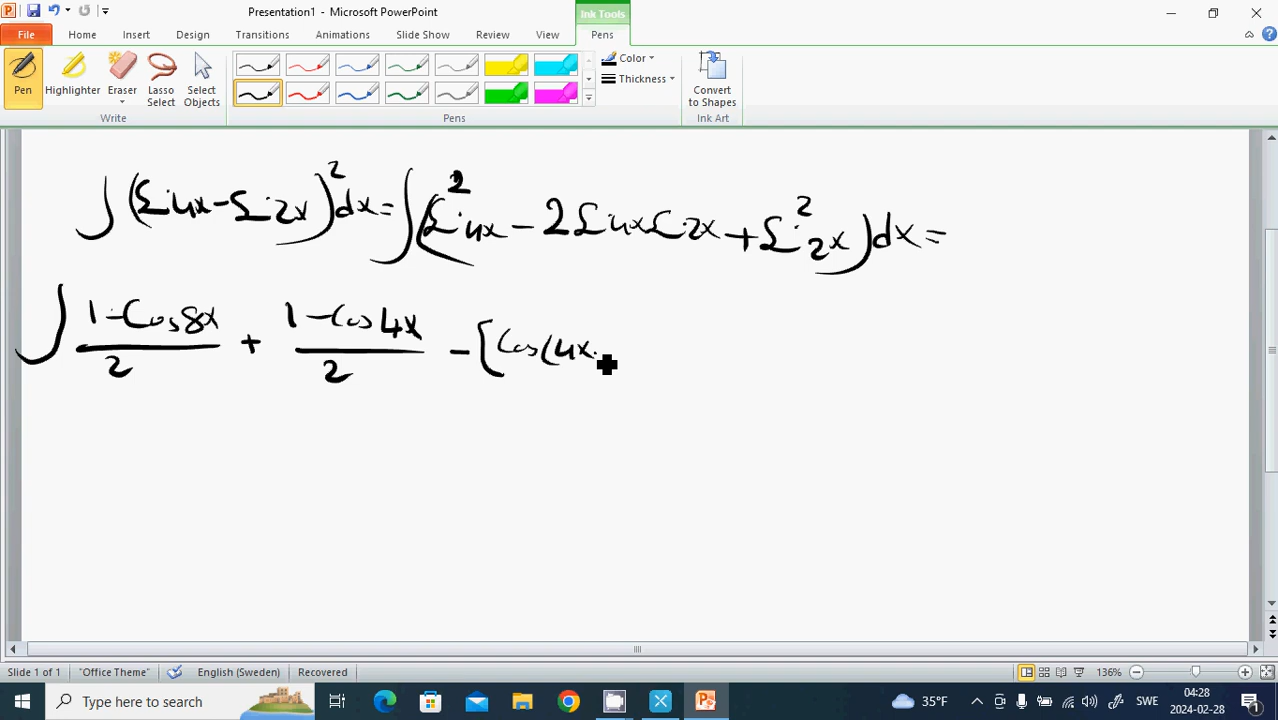 Presentation1 - Microsoft PowerPoint
Ink Tools
File Home Insert Design Transitions Animations Slide Show Review View Pens
Pen Highlighter Eraser Lasso Select Select Objects
Color
Thickness
Convert to Shapes
Write Pens Ink Art
∫(Sin4x-Sin2x)²dx=∫(Sin²4x-2Sin4xSin2x+Sin²2x)dx=
∫ 1-Cos8x/2 + 1-Cos4x/2 -[Cos(4x
Slide 1 of 1 "Office Theme" English (Sweden) Recovered 136%
Type here to search 35°F SWE 04:28
2024-02-28 1